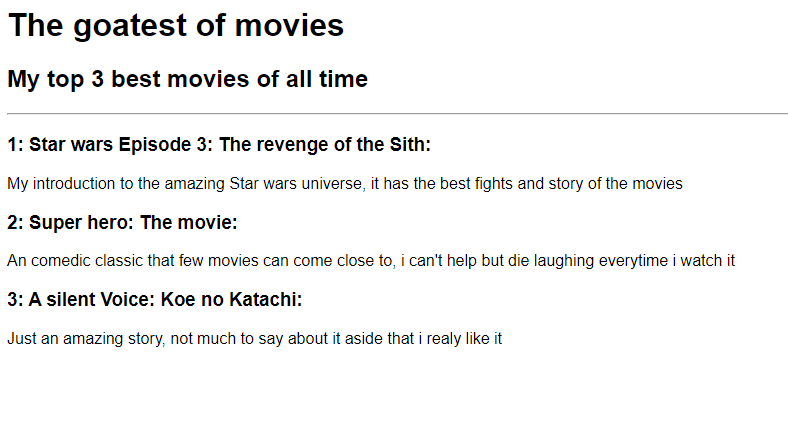 The goatest of movies
My top 3 best movies of all time
1: Star wars Episode 3: The revenge of the Sith:
My introduction to the amazing Star wars universe, it has the best fights and story of the movies
2: Super hero: The movie:
An comedic classic that few movies can come close to, i can't help but die laughing everytime i watch it
3: A silent Voice: Koe no Katachi:
Just an amazing story, not much to say about it aside that i realy like it